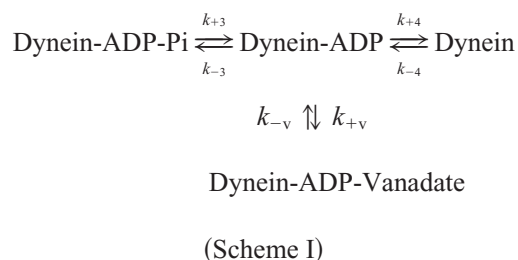 k+3 k+4
Dynein-ADP-Pi ⇌ Dynein-ADP ⇌ Dynein
k−3 k−4
k−v ⇅ k+v
Dynein-ADP-Vanadate
(Scheme I)